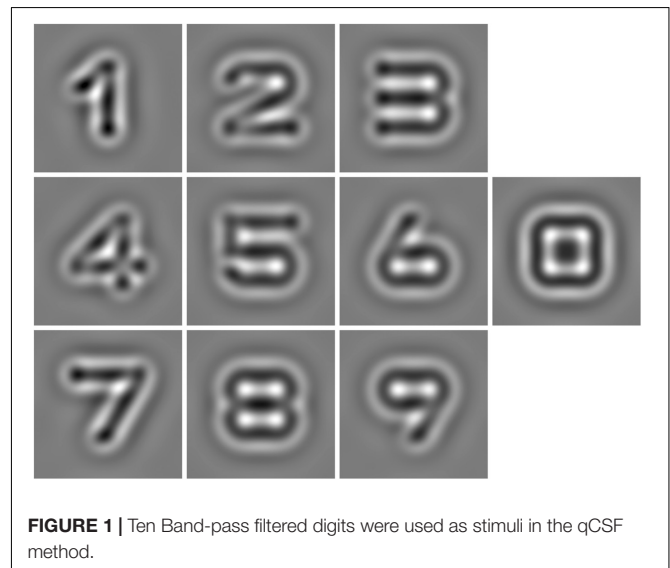 1 2 3
4 5 6 0
7 8 9
FIGURE 1 | Ten Band-pass filtered digits were used as stimuli in the qCSF
method.